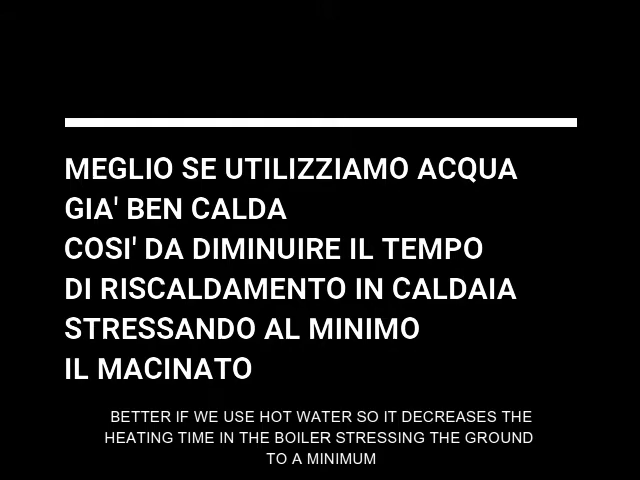 MEGLIO SE UTILIZZIAMO ACQUA
GIA' BEN CALDA
COSI' DA DIMINUIRE IL TEMPO
DI RISCALDAMENTO IN CALDAIA
STRESSANDO AL MINIMO
IL MACINATO
BETTER IF WE USE HOT WATER SO IT DECREASES THE
HEATING TIME IN THE BOILER STRESSING THE GROUND
TO A MINIMUM